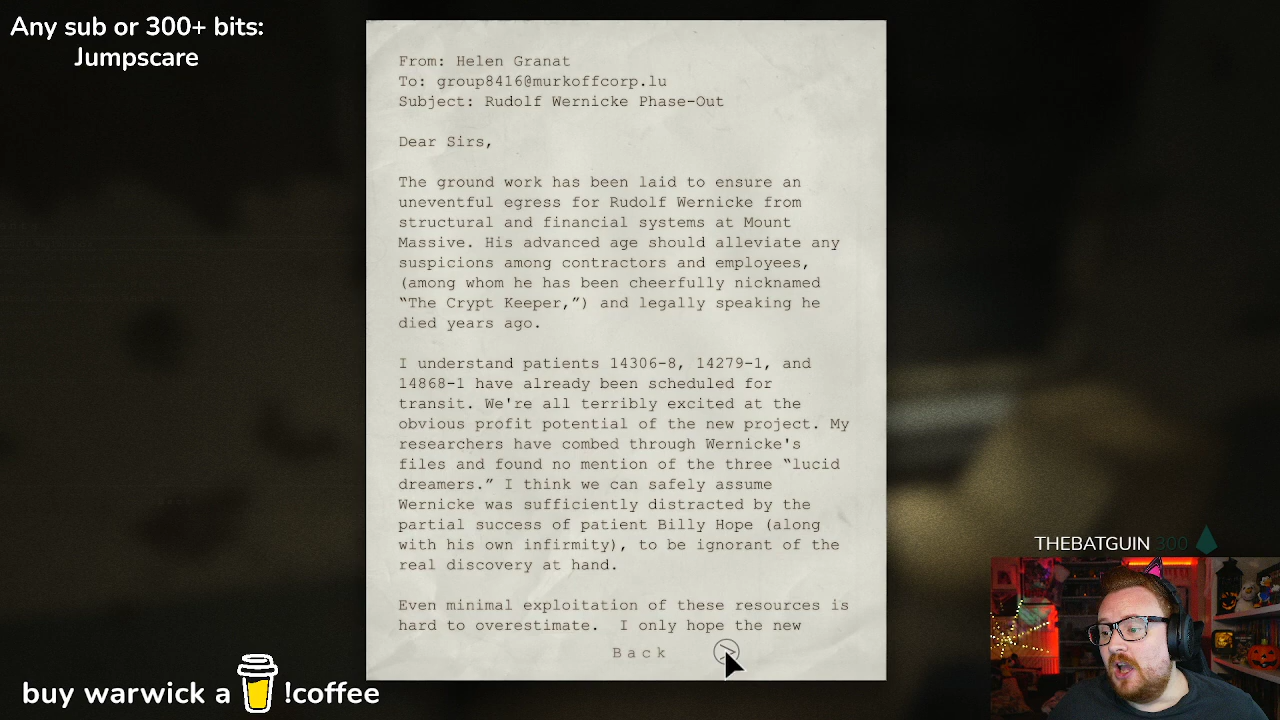 Any sub or 300+ bits:
Jumpscare
From: Helen Granat
To: group8416@murkoffcorp.lu
Subject: Rudolf Wernicke Phase-Out
Dear Sirs,
The ground work has been laid to ensure an
uneventful egress for Rudolf Wernicke from
structural and financial systems at Mount
Massive. His advanced age should alleviate any
suspicions among contractors and employees,
(among whom he has been cheerfully nicknamed
“The Crypt Keeper,”) and legally speaking he
died years ago.
I understand patients 14306-8, 14279-1, and
14868-1 have already been scheduled for
transit. We're all terribly excited at the
obvious profit potential of the new project. My
researchers have combed through Wernicke's
files and found no mention of the three “lucid
dreamers.” I think we can safely assume
Wernicke was sufficiently distracted by the
partial success of patient Billy Hope (along
with his own infirmity), to be ignorant of the
real discovery at hand.
Even minimal exploitation of these resources is
hard to overestimate.  I only hope the new
Back
THEBATGUIN 300
buy warwick a !coffee